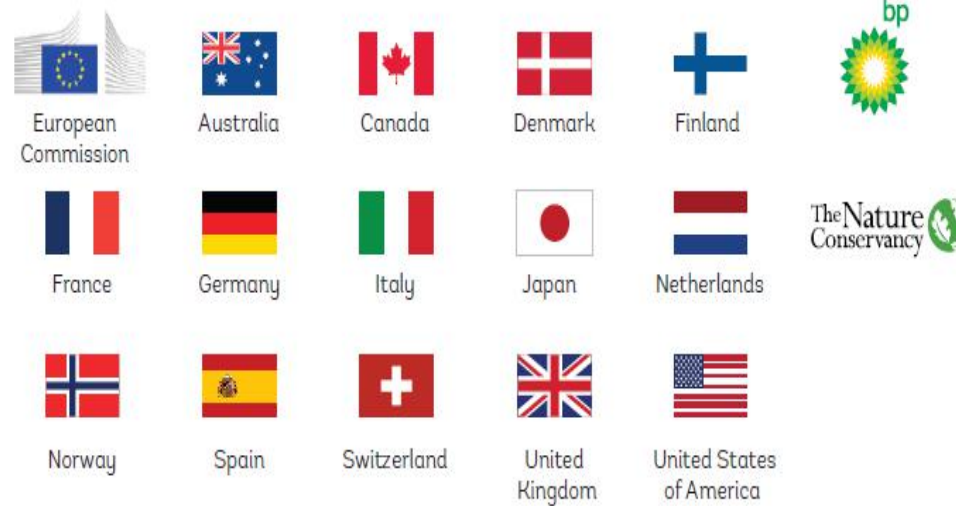 bp
European
Commission
Australia
Canada
Denmark
Finland
The Nature
Conservancy
France
Germany
Italy
Japan
Netherlands
Norway
Spain
Switzerland
United
Kingdom
United States
of America